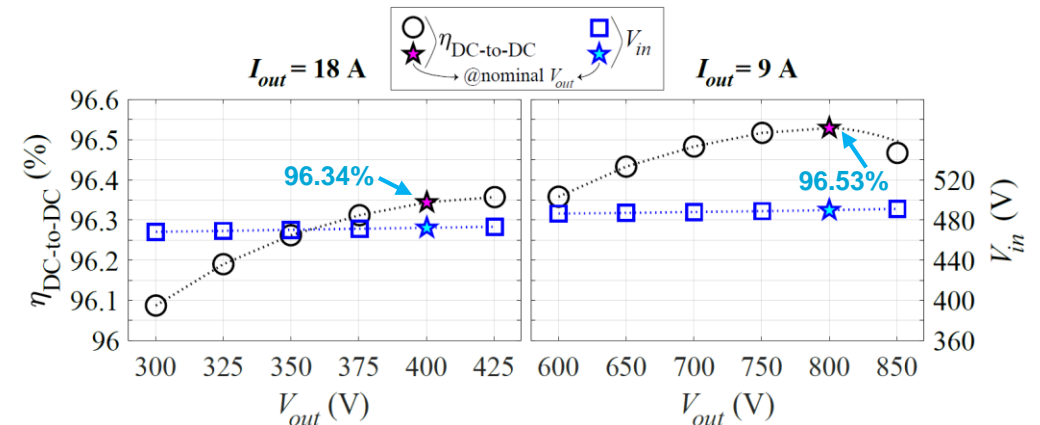 η_DC-to-DC
V_in
@nominal V_out
I_out = 18 A
I_out = 9 A
96.6
96.5
96.4
96.3
96.2
96.1
96
η_DC-to-DC (%)
96.34%
96.53%
520
480
440
400
360
V_in (V)
300 325 350 375 400 425
600 650 700 750 800 850
V_out (V)
V_out (V)